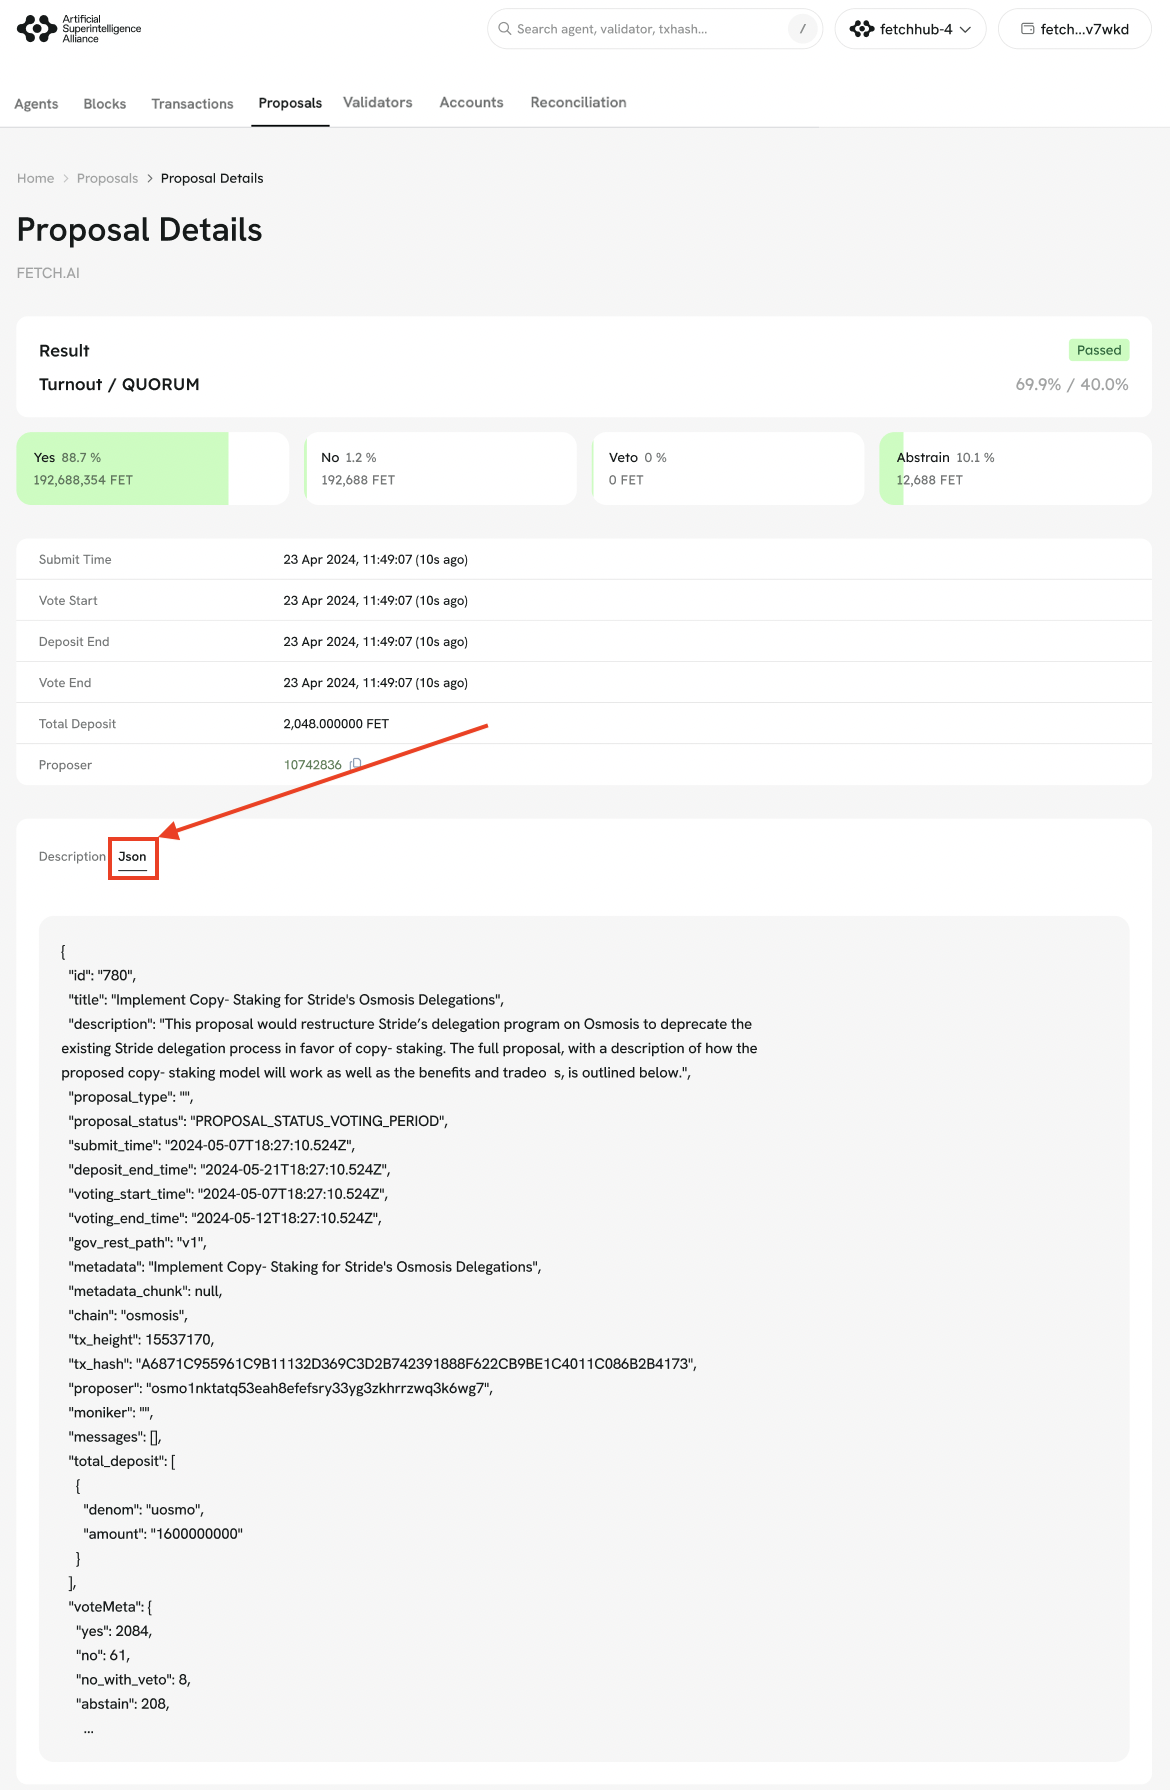 Artificial
Superintelligence
Alliance
Search agent, validator, txhash...
/
fetchhub-4
fetch...v7wkd
Agents
Blocks
Transactions
Proposals
Validators
Accounts
Reconciliation
Home > Proposals > Proposal Details
Proposal Details
FETCH.AI
Result
Passed
Turnout / QUORUM
69.9% / 40.0%
Yes 88.7 %
192,688,354 FET
No 1.2 %
192,688 FET
Veto 0 %
0 FET
Abstrain 10.1 %
12,688 FET
Submit Time 23 Apr 2024, 11:49:07 (10s ago)
Vote Start 23 Apr 2024, 11:49:07 (10s ago)
Deposit End 23 Apr 2024, 11:49:07 (10s ago)
Vote End 23 Apr 2024, 11:49:07 (10s ago)
Total Deposit 2,048.000000 FET
Proposer 10742836
Description Json
{
"id": "780",
"title": "Implement Copy- Staking for Stride's Osmosis Delegations",
"description": "This proposal would restructure Stride’s delegation program on Osmosis to deprecate the
existing Stride delegation process in favor of copy- staking. The full proposal, with a description of how the
proposed copy- staking model will work as well as the benefits and tradeo  s, is outlined below.",
"proposal_type": "",
"proposal_status": "PROPOSAL_STATUS_VOTING_PERIOD",
"submit_time": "2024-05-07T18:27:10.524Z",
"deposit_end_time": "2024-05-21T18:27:10.524Z",
"voting_start_time": "2024-05-07T18:27:10.524Z",
"voting_end_time": "2024-05-12T18:27:10.524Z",
"gov_rest_path": "v1",
"metadata": "Implement Copy- Staking for Stride's Osmosis Delegations",
"metadata_chunk": null,
"chain": "osmosis",
"tx_height": 15537170,
"tx_hash": "A6871C955961C9B11132D369C3D2B742391888F622CB9BE1C4011C086B2B4173",
"proposer": "osmo1nktatq53eah8efefsry33yg3zkhrrzwq3k6wg7",
"moniker": "",
"messages": [],
"total_deposit": [
{
"denom": "uosmo",
"amount": "1600000000"
}
],
"voteMeta": {
"yes": 2084,
"no": 61,
"no_with_veto": 8,
"abstain": 208,
...